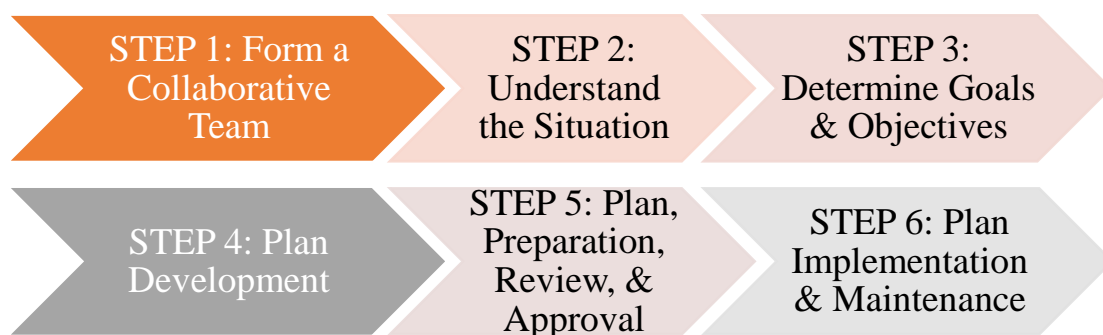 STEP 1: Form a
Collaborative
Team
STEP 2:
Understand
the Situation
STEP 3:
Determine Goals
& Objectives
STEP 4: Plan
Development
STEP 5: Plan,
Preparation,
Review, &
Approval
STEP 6: Plan
Implementation
& Maintenance